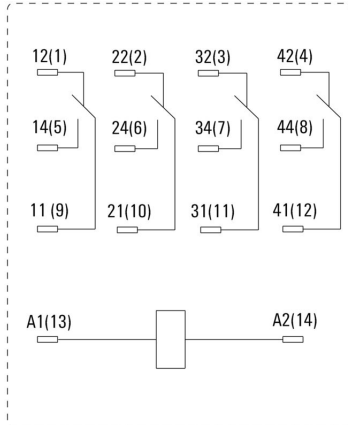 12(1) 22(2) 32(3) 42(4)
14(5) 24(6) 34(7) 44(8)
11 (9) 21(10) 31(11) 41(12)
A1(13) A2(14)